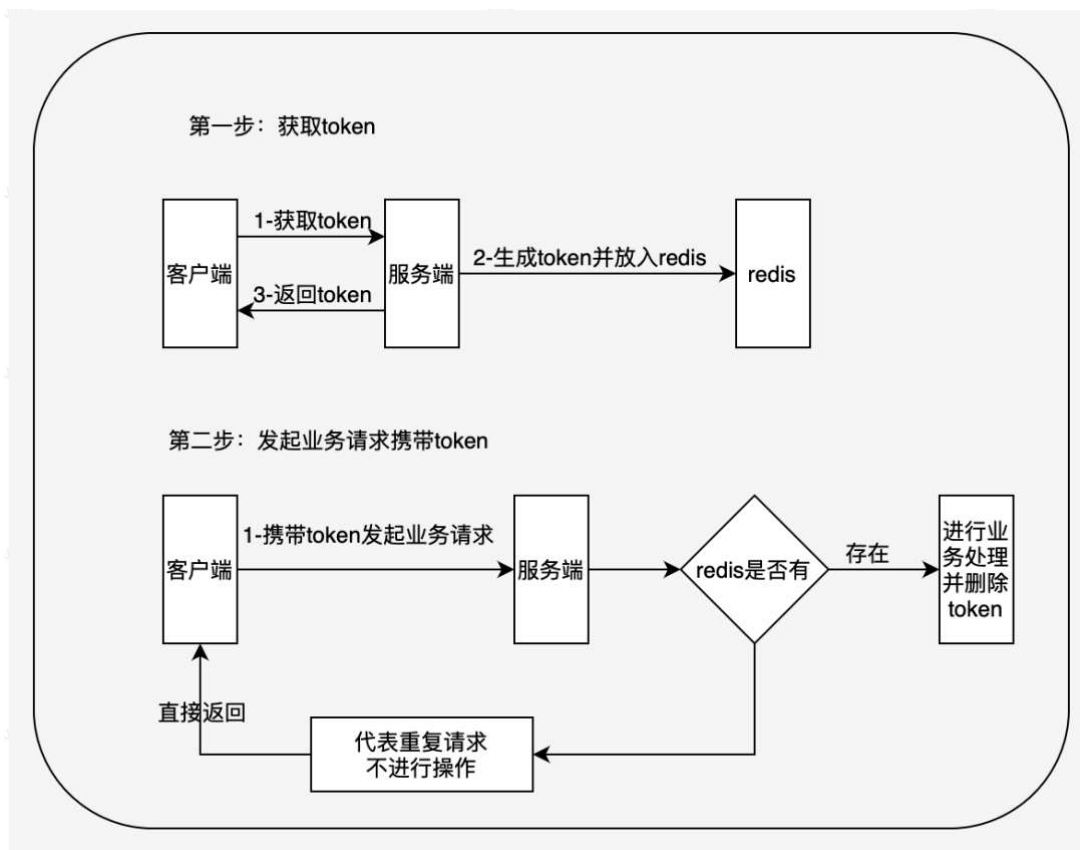 第一步：获取token
1-获取token
客户端
服务端
2-生成token并放入redis
redis
3-返回token
第二步：发起业务请求携带token
客户端
1-携带token发起业务请求
服务端
redis是否有
存在
进行业
务处理
并删除
token
直接返回
代表重复请求
不进行操作